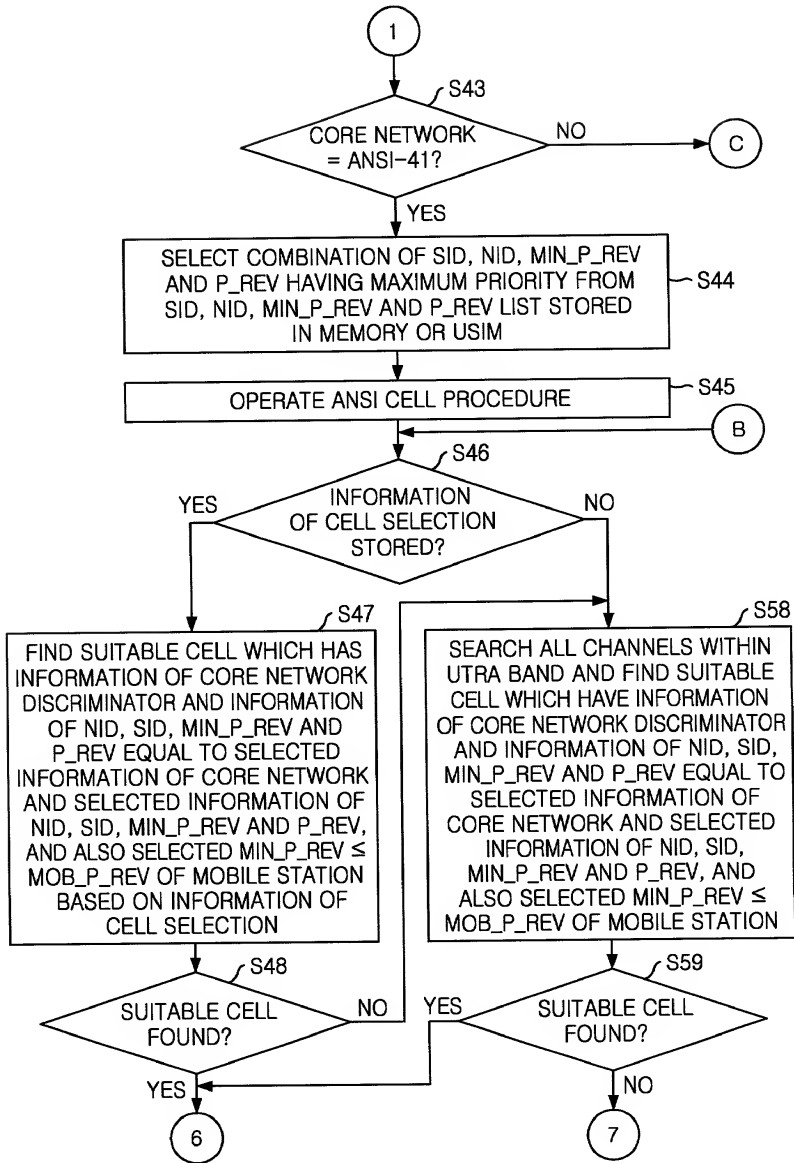 1
S43
CORE NETWORK
= ANSI-41?
NO
C
YES
SELECT COMBINATION OF SID, NID, MIN_P_REV
AND P_REV HAVING MAXIMUM PRIORITY FROM
SID, NID, MIN_P_REV AND P_REV LIST STORED
IN MEMORY OR USIM
S44
S45
OPERATE ANSI CELL PROCEDURE
B
S46
YES
INFORMATION
OF CELL SELECTION
STORED?
NO
S47
FIND SUITABLE CELL WHICH HAS
INFORMATION OF CORE NETWORK
DISCRIMINATOR AND INFORMATION
OF NID, SID, MIN_P_REV AND
P_REV EQUAL TO SELECTED
INFORMATION OF CORE NETWORK
AND SELECTED INFORMATION OF
NID, SID, MIN_P_REV AND P_REV,
AND ALSO SELECTED MIN_P_REV ≤
MOB_P_REV OF MOBILE STATION
BASED ON INFORMATION OF
CELL SELECTION
S58
SEARCH ALL CHANNELS WITHIN
UTRA BAND AND FIND SUITABLE
CELL WHICH HAVE INFORMATION
OF CORE NETWORK DISCRIMINATOR
AND INFORMATION OF NID, SID,
MIN_P_REV AND P_REV EQUAL TO
SELECTED INFORMATION OF
CORE NETWORK AND SELECTED
INFORMATION OF NID, SID,
MIN_P_REV AND P_REV, AND
ALSO SELECTED MIN_P_REV ≤
MOB_P_REV OF MOBILE STATION
S48
SUITABLE CELL
FOUND?
NO
YES
S59
YES
SUITABLE CELL
FOUND?
NO
6
7